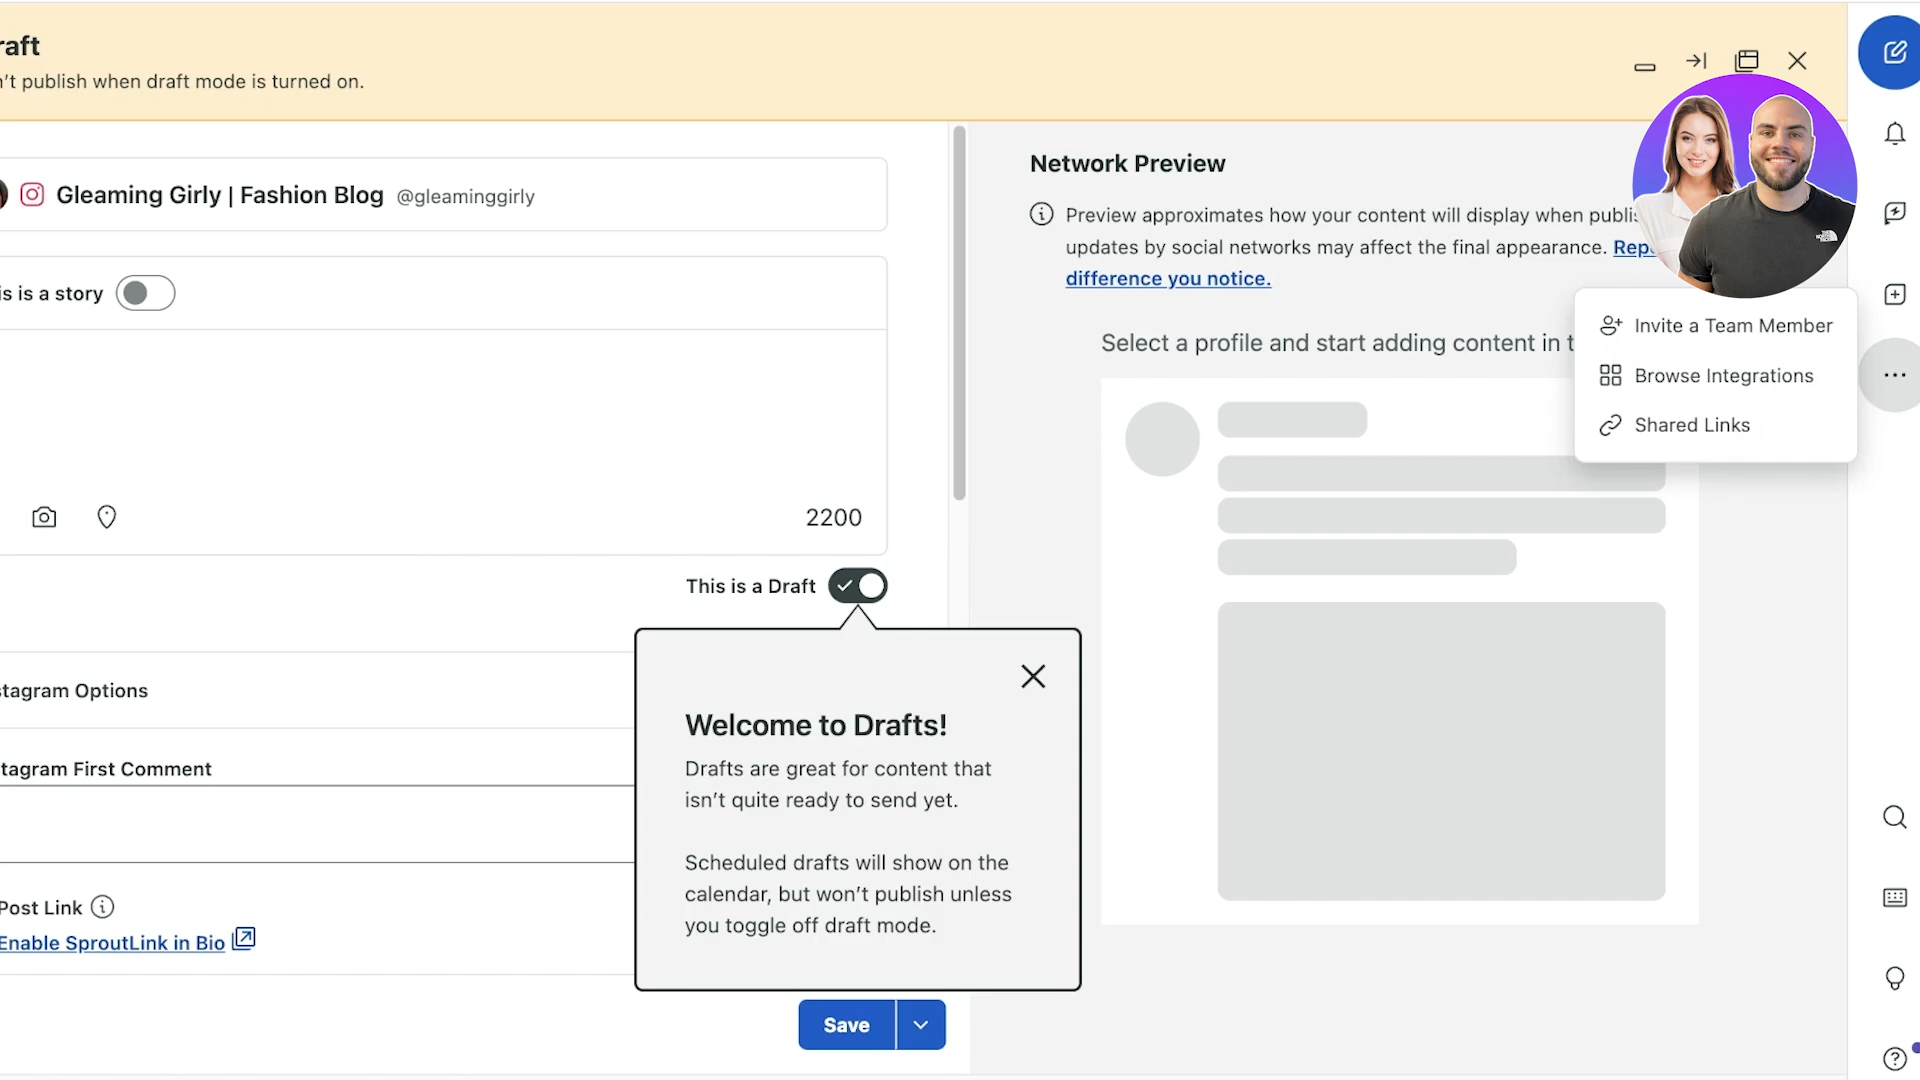 raft
n't publish when draft mode is turned on.
Gleaming Girly | Fashion Blog @gleaminggirly
is is a story
2200
This is a Draft
stagram Options
tagram First Comment
Post Link
Enable SproutLink in Bio
Welcome to Drafts!
Drafts are great for content that
isn't quite ready to send yet.
Scheduled drafts will show on the
calendar, but won't publish unless
you toggle off draft mode.
Save
Network Preview
Preview approximates how your content will display when publis
updates by social networks may affect the final appearance. Rep
difference you notice.
Select a profile and start adding content in t
Invite a Team Member
Browse Integrations
Shared Links